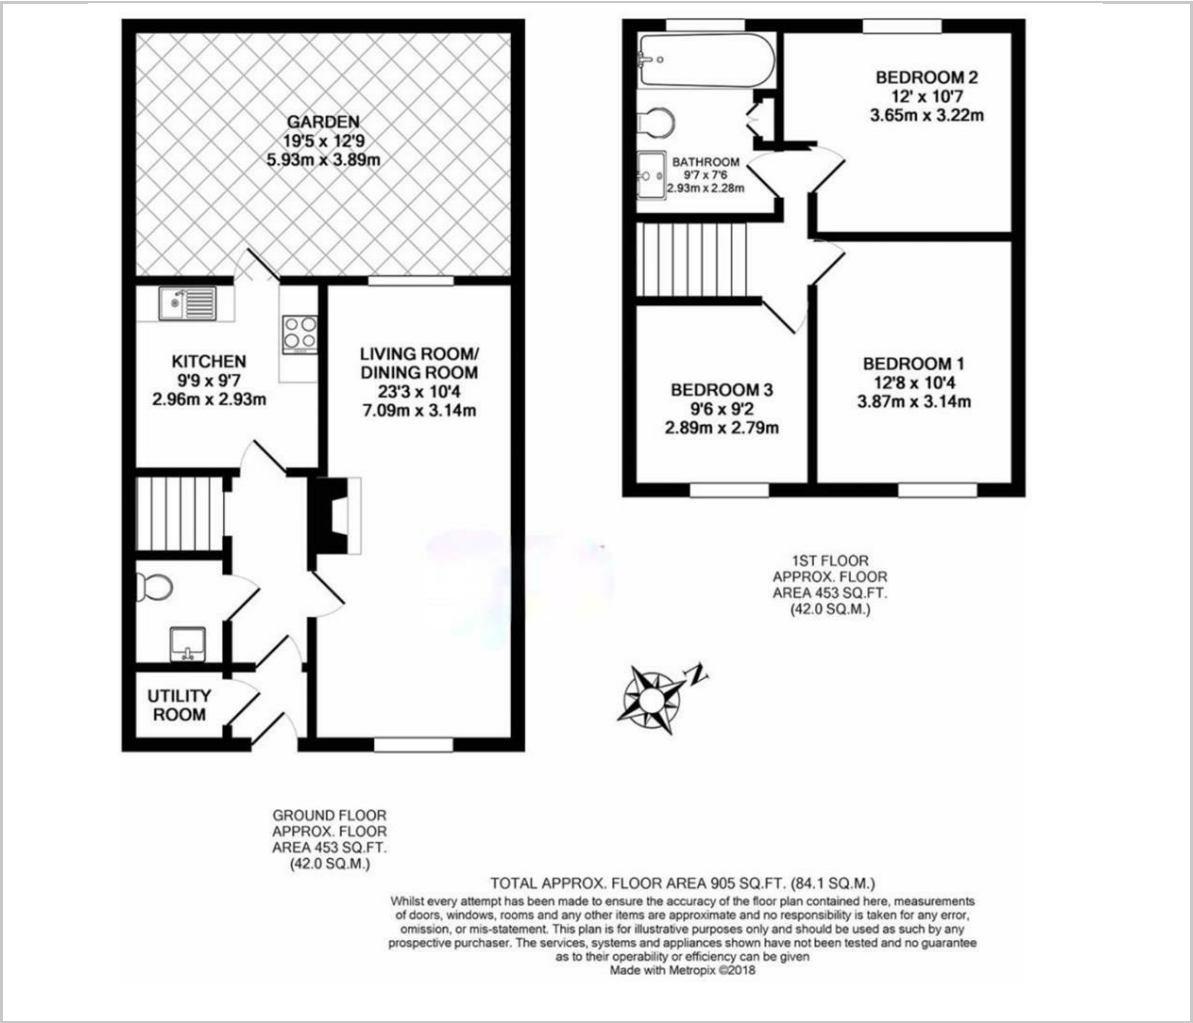 GARDEN
19'5 x 12'9
5.93m x 3.89m
KITCHEN
9'9 x 9'7
2.96m x 2.93m
LIVING ROOM/
DINING ROOM
23'3 x 10'4
7.09m x 3.14m
UTILITY
ROOM
GROUND FLOOR
APPROX. FLOOR
AREA 453 SQ.FT.
(42.0 SQ.M.)
BEDROOM 2
12' x 10'7
3.65m x 3.22m
BATHROOM
9'7 x 7'6
2.93m x 2.28m
BEDROOM 1
12'8 x 10'4
3.87m x 3.14m
BEDROOM 3
9'6 x 9'2
2.89m x 2.79m
1ST FLOOR
APPROX. FLOOR
AREA 453 SQ.FT.
(42.0 SQ.M.)
N
TOTAL APPROX. FLOOR AREA 905 SQ.FT. (84.1 SQ.M.)
Whilst every attempt has been made to ensure the accuracy of the floor plan contained here, measurements
of doors, windows, rooms and any other items are approximate and no responsibility is taken for any error,
omission, or mis-statement. This plan is for illustrative purposes only and should be used as such by any
prospective purchaser. The services, systems and appliances shown have not been tested and no guarantee
as to their operability or efficiency can be given
Made with Metropix ©2018